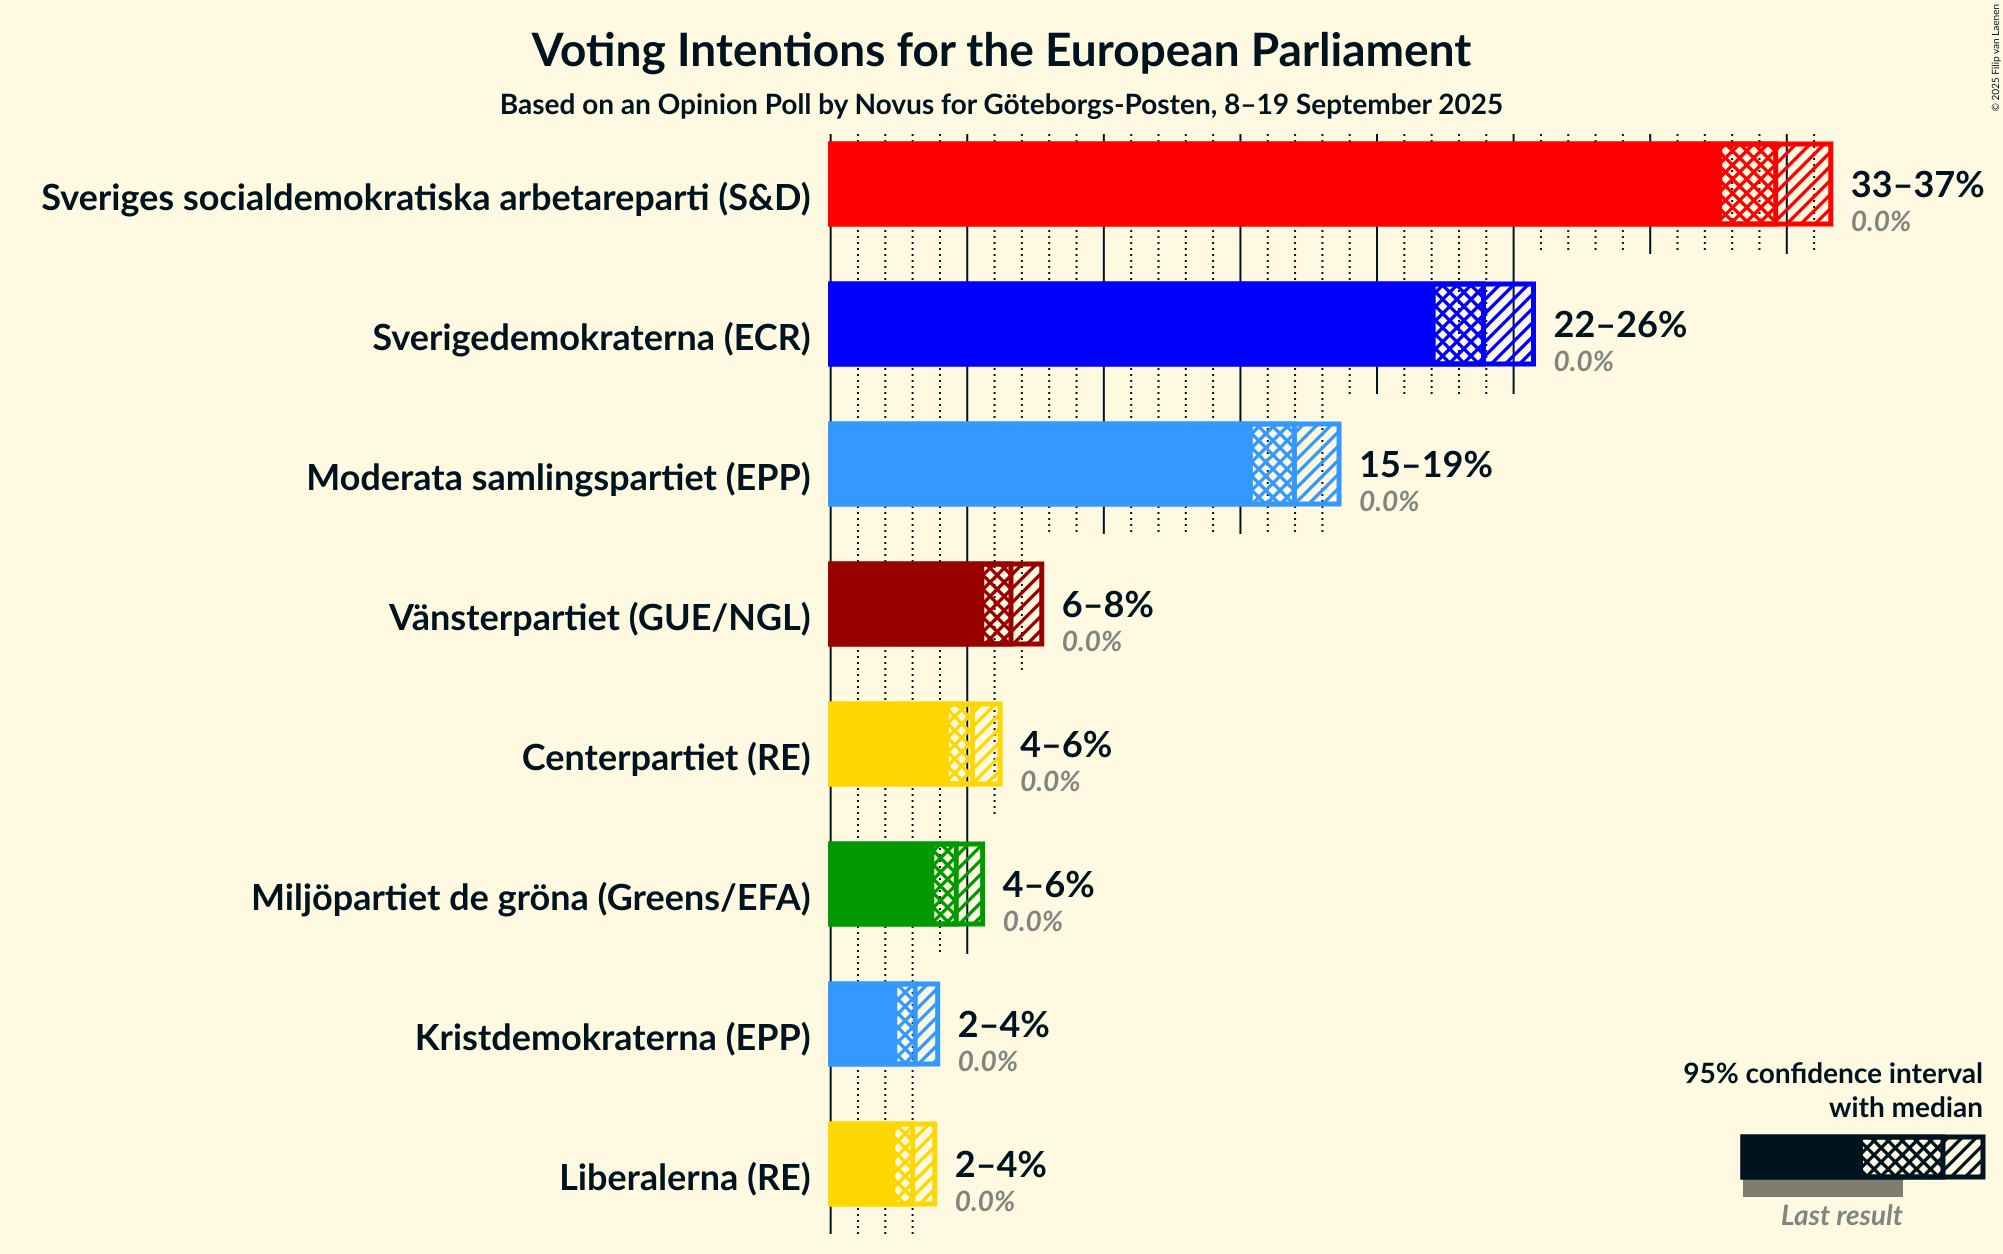 Voting Intentions for the European Parliament
Based on an Opinion Poll by Novus for Göteborgs-Posten, 8–19 September 2025
© 2025 Filip van Laenen
Sveriges socialdemokratiska arbetareparti (S&D)
33–37%
0.0%
Sverigedemokraterna (ECR)
22–26%
0.0%
Moderata samlingspartiet (EPP)
15–19%
0.0%
Vänsterpartiet (GUE/NGL)
6–8%
0.0%
Centerpartiet (RE)
4–6%
0.0%
Miljöpartiet de gröna (Greens/EFA)
4–6%
0.0%
Kristdemokraterna (EPP)
2–4%
0.0%
Liberalerna (RE)
2–4%
0.0%
95% confidence interval
with median
Last result